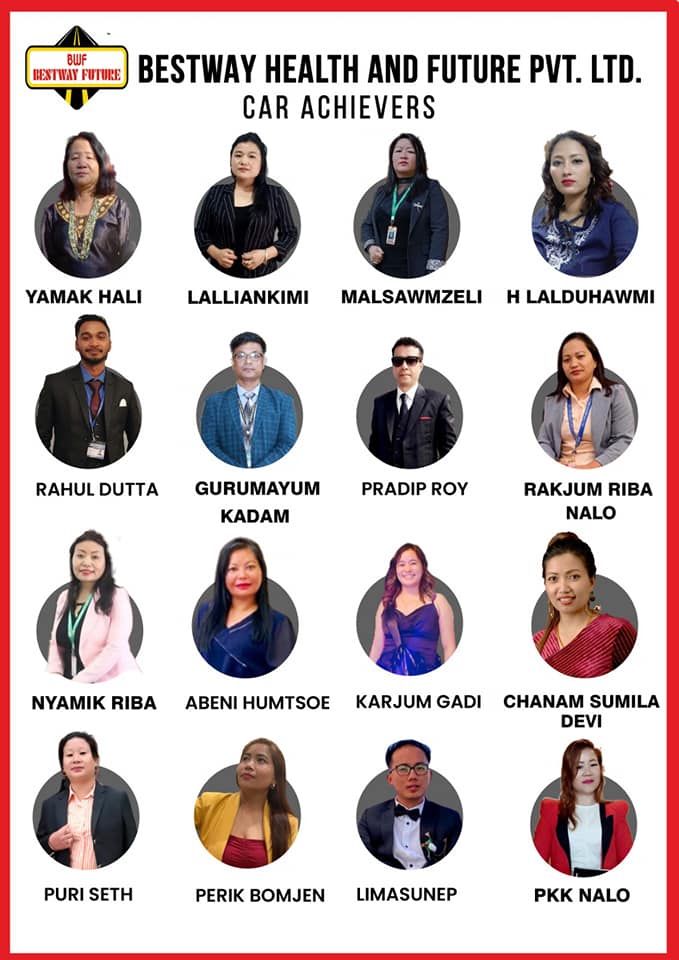 BWF
BESTWAY FUTURE
BESTWAY HEALTH AND FUTURE PVT. LTD.
CAR ACHIEVERS
YAMAK HALI
LALLIANKIMI
MALSAWMZELI
H LALDUHAWMI
RAHUL DUTTA
GURUMAYUM
KADAM
PRADIP ROY
RAKJUM RIBA
NALO
NYAMIK RIBA
ABENI HUMTSOE
KARJUM GADI
CHANAM SUMILA
DEVI
PURI SETH
PERIK BOMJEN
LIMASUNEP
PKK NALO